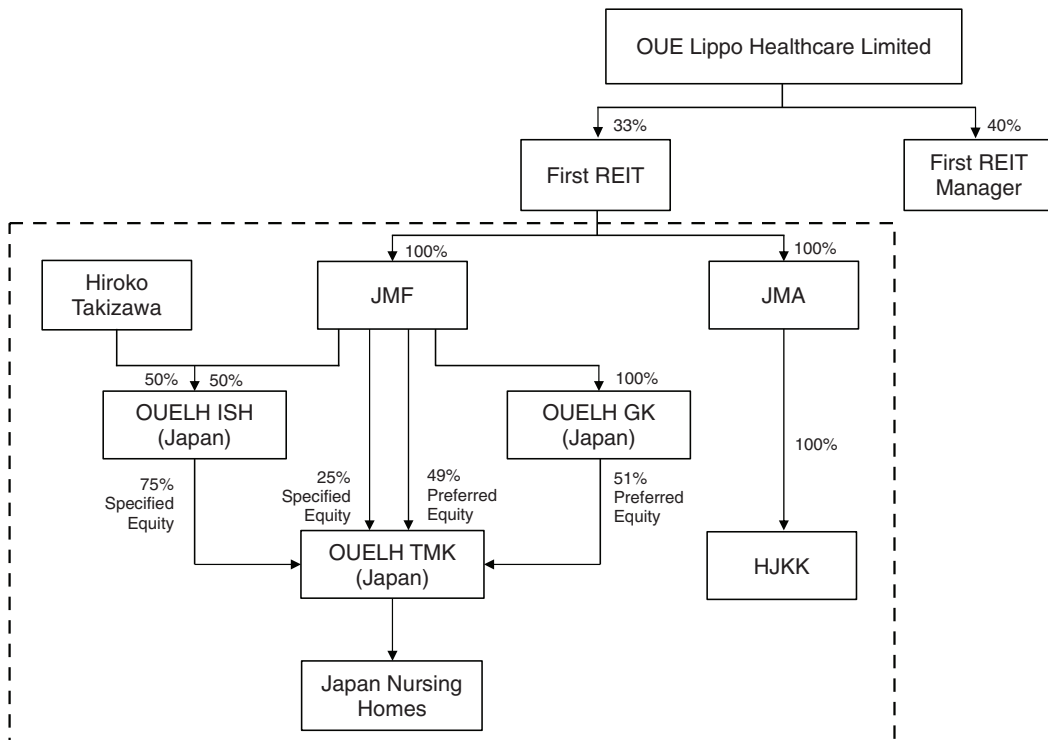 OUE Lippo Healthcare Limited
33%
40%
First REIT
First REIT
Manager
100%
100%
Hiroko
Takizawa
JMF
JMA
50%
50%
100%
OUELH ISH
(Japan)
OUELH GK
(Japan)
100%
75%
Specified
Equity
25%
Specified
Equity
49%
Preferred
Equity
51%
Preferred
Equity
OUELH TMK
(Japan)
HJKK
Japan Nursing
Homes